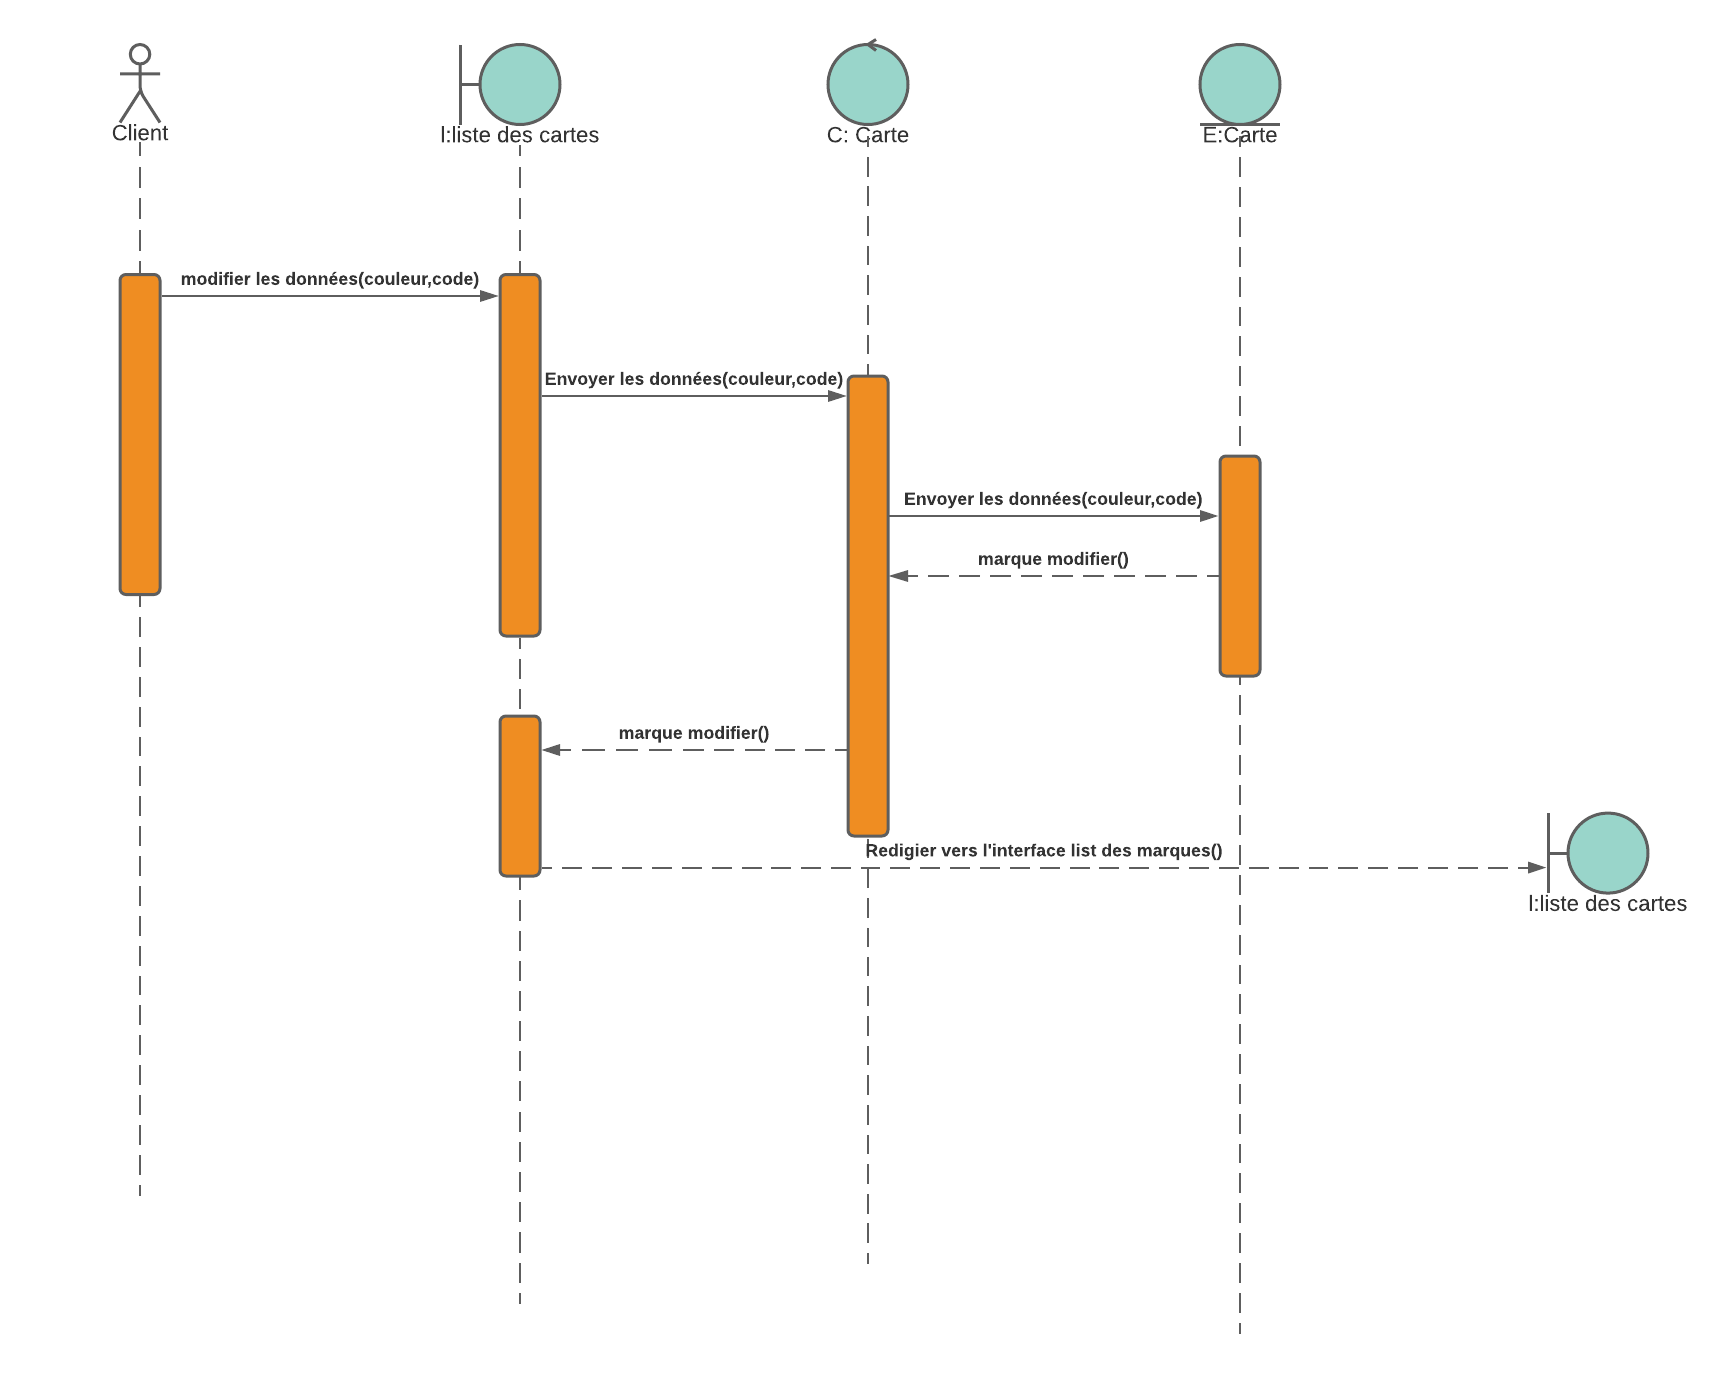 Client
l:liste des cartes
C: Carte
E:Carte
modifier les données(couleur,code)
Envoyer les données(couleur,code)
Envoyer les données(couleur,code)
marque modifier()
marque modifier()
Redigier vers l'interface list des marques()
l:liste des cartes